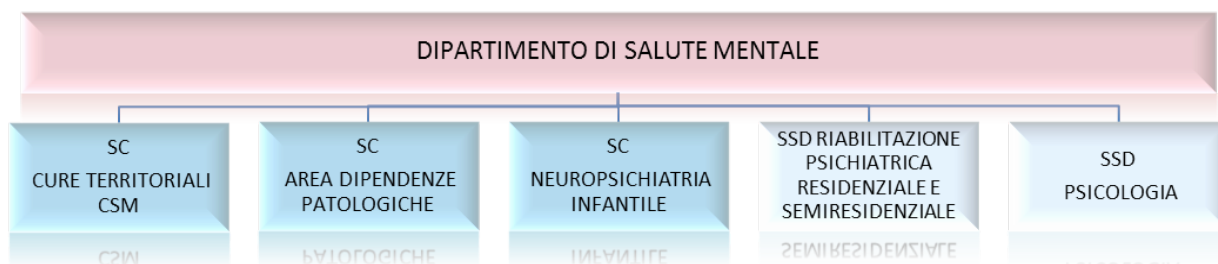 DIPARTIMENTO DI SALUTE MENTALE
SC
CURE TERRITORIALI
CSM
SC
AREA DIPENDENZE
PATOLOGICHE
SC
NEUROPSICHIATRIA
INFANTILE
SSD RIABILITAZIONE
PSICHIATRICA
RESIDENZIALE E
SEMIRESIDENZIALE
SSD
PSICOLOGIA